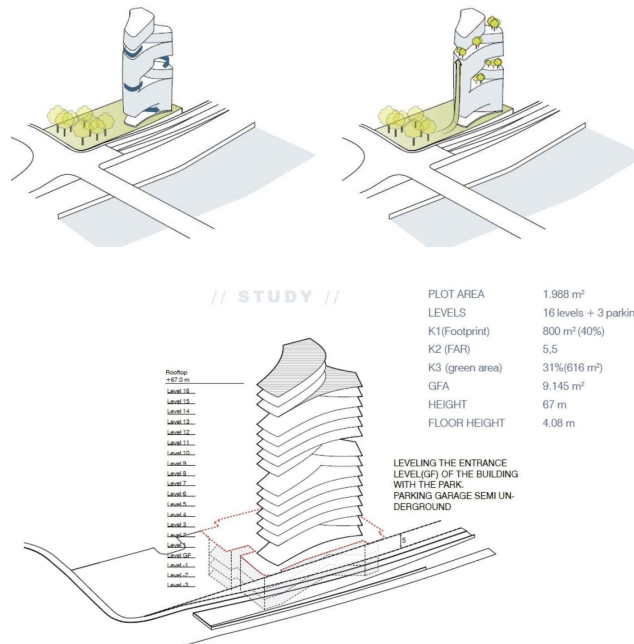 // STUDY //
PLOT AREA 1.988 m²
LEVELS 16 levels + 3 parkin
K1(Footprint) 800 m² (40%)
K2 (FAR) 5,5
K3 (green area) 31%(616 m²)
GFA 9.145 m²
HEIGHT 67 m
FLOOR HEIGHT 4.08 m
Rooftop
+67.0 m
Level 16
Level 15
Level 14
Level 13
Level 12
Level 11
Level 10
Level 9
Level 8
Level 7
Level 6
Level 5
Level 4
Level 3
Level 2
Level 1
Level GF
Level -1
Level -2
Level -3
LEVELING THE ENTRANCE
LEVEL(GF) OF THE BUILDING
WITH THE PARK.
PARKING GARAGE SEMI UN-
DERGROUND
5